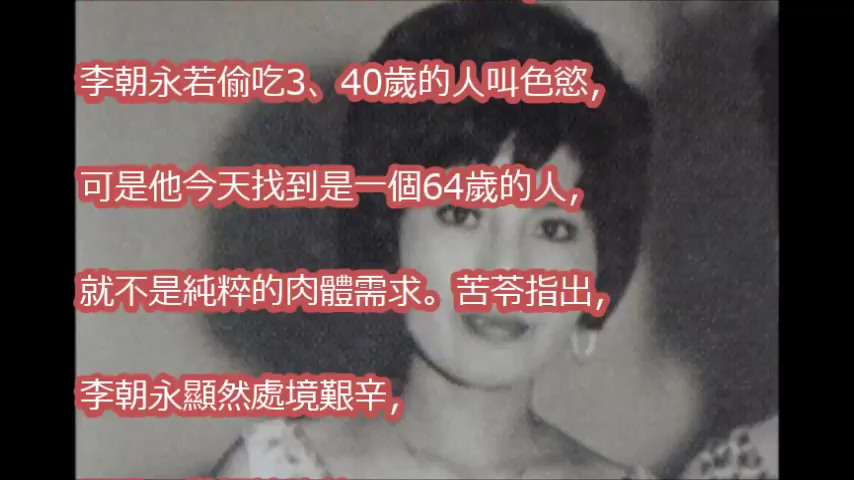 李朝永若偷吃3、40歲的人叫色慾，
可是他今天找到是一個64歲的人，
就不是純粹的肉體需求。苦苓指出，
李朝永顯然處境艱辛，